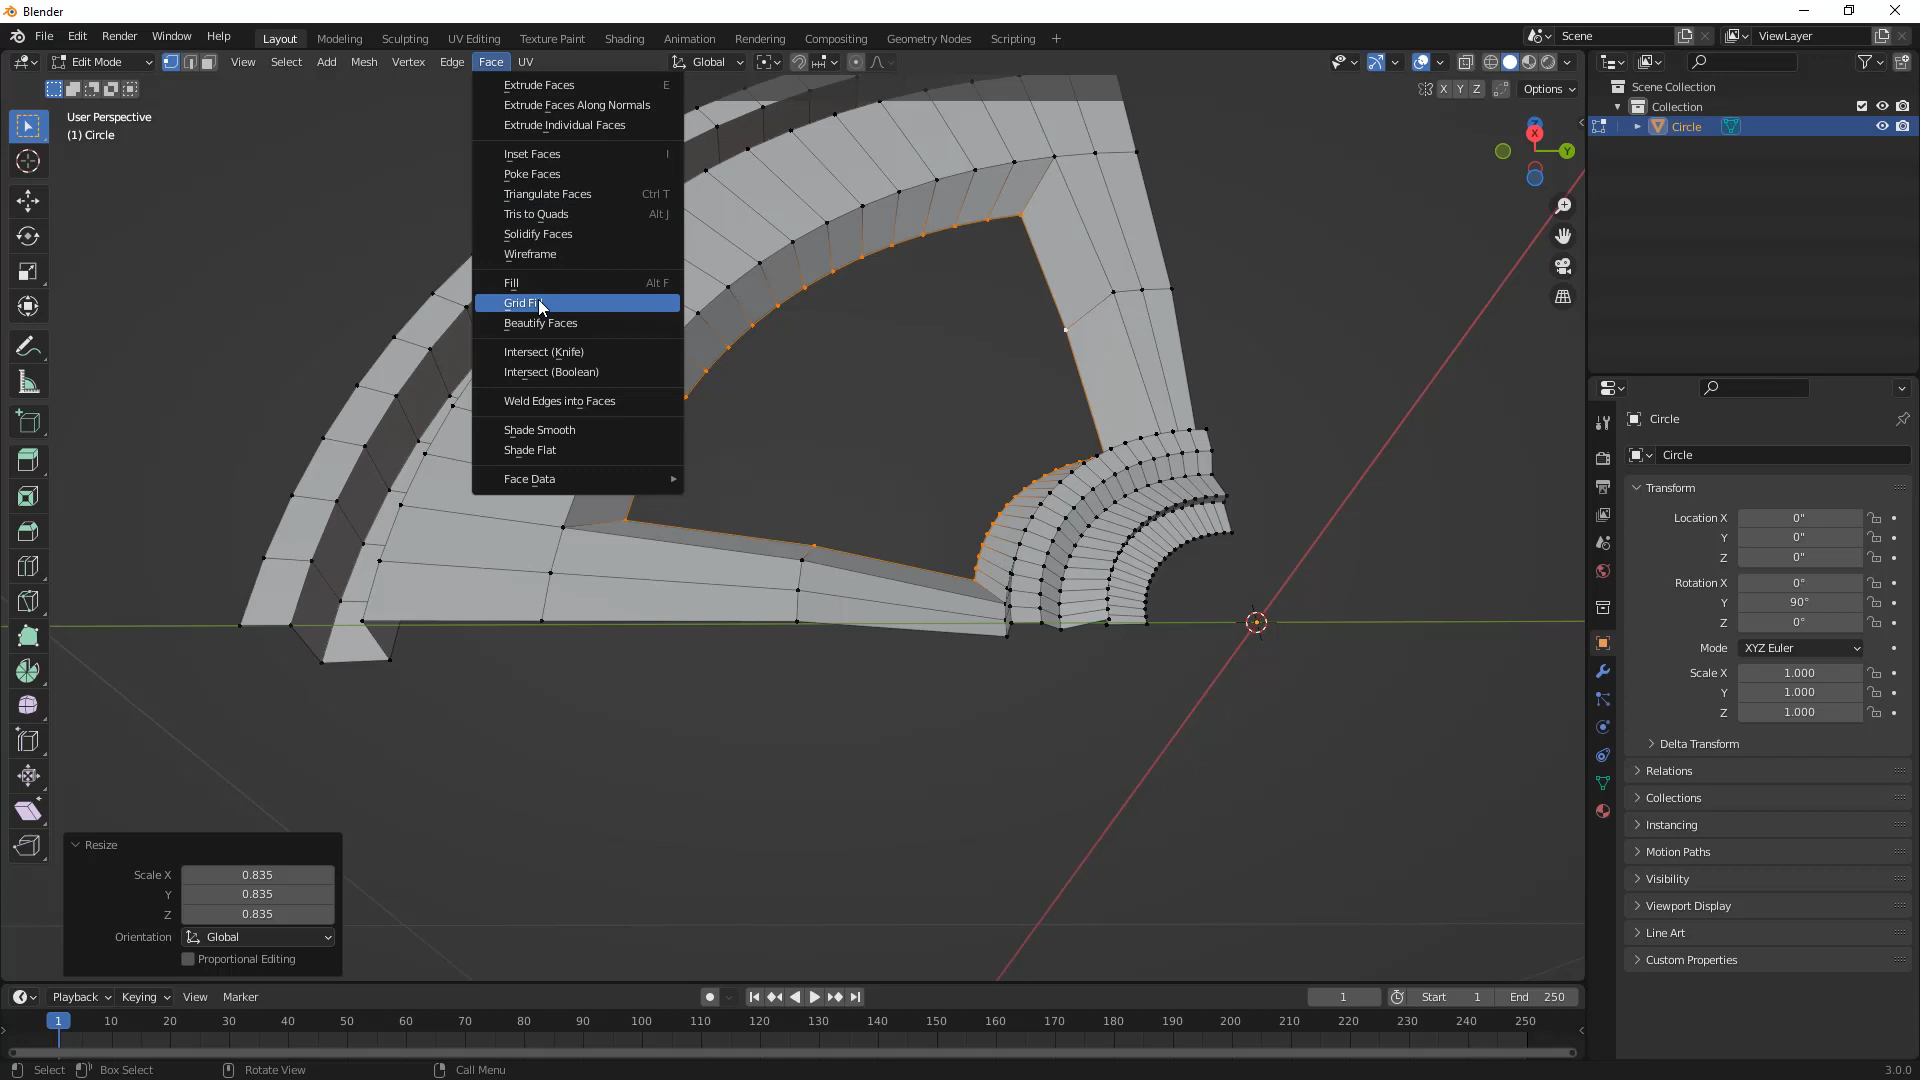 Blender
File Edit Render Window Help
Layout Modeling Sculpting UV Editing Texture Paint Shading Animation Rendering Compositing Geometry Nodes Scripting
Scene
ViewLayer
Edit Mode View Select Add Mesh Vertex Edge Face UV
Global
X Y Z
Options
User Perspective
(1) Circle
Extrude Faces E
Extrude Faces Along Normals
Extrude Individual Faces
Inset Faces I
Poke Faces
Triangulate Faces Ctrl T
Tris to Quads Alt J
Solidify Faces
Wireframe
Fill Alt F
Grid Fi
Beautify Faces
Intersect (Knife)
Intersect (Boolean)
Weld Edges into Faces
Shade Smooth
Shade Flat
Face Data
Z
X
Y
Scene Collection
Collection
Circle
Circle
Circle
Transform
Location X 0"
Y 0"
Z 0"
Rotation X 0°
Y 90°
Z 0°
Mode XYZ Euler
Scale X 1.000
Y 1.000
Z 1.000
Delta Transform
Relations
Collections
Instancing
Motion Paths
Visibility
Viewport Display
Line Art
Custom Properties
Resize
Scale X 0.835
Y 0.835
Z 0.835
Orientation Global
Proportional Editing
Playback Keying View Marker
1
Start 1
End 250
1 10 20 30 40 50 60 70 80 90 100 110 120 130 140 150 160 170 180 190 200 210 220 230 240 250
Select Box Select Rotate View Call Menu
3.0.0